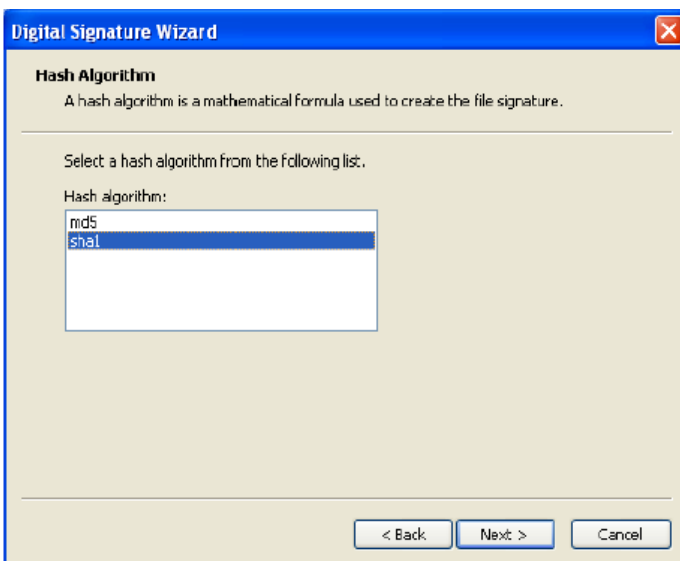 Digital Signature Wizard
Hash Algorithm
A hash algorithm is a mathematical formula used to create the file signature.
Select a hash algorithm from the following list.
Hash algorithm:
md5
sha1
< Back Next > Cancel